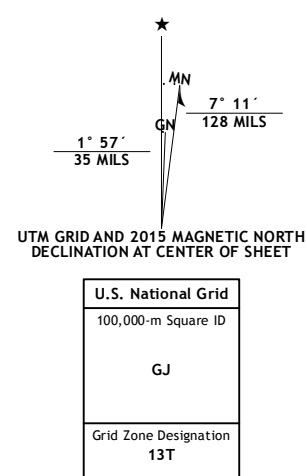 ★
MN
GN
7° 11´
128 MILS
1° 57´
35 MILS
UTM GRID AND 2015 MAGNETIC NORTH
DECLINATION AT CENTER OF SHEET
U.S. National Grid
100,000-m Square ID
GJ
Grid Zone Designation
13T